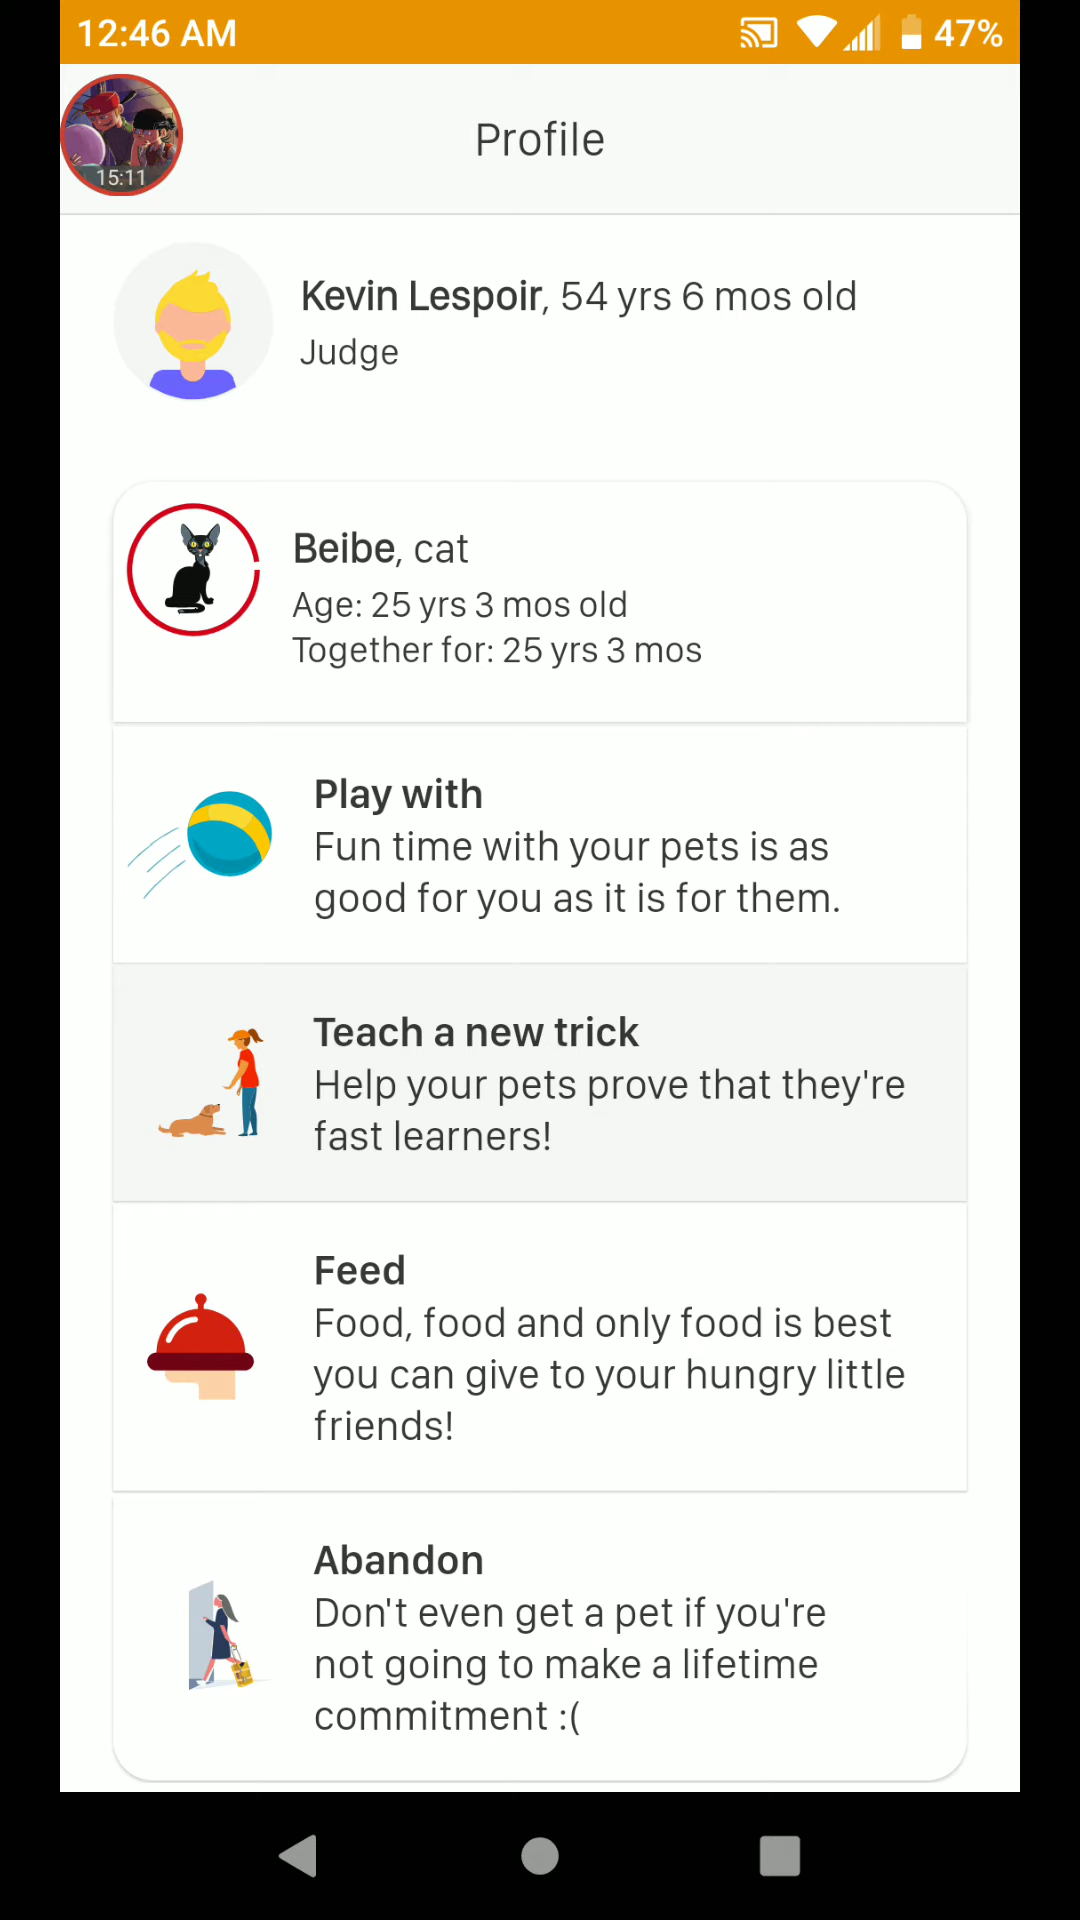 12:46 AM
47%
15:11
Profile
Kevin Lespoir, 54 yrs 6 mos old
Judge
Beibe, cat
Age: 25 yrs 3 mos old
Together for: 25 yrs 3 mos
Play with
Fun time with your pets is as
good for you as it is for them.
Teach a new trick
Help your pets prove that they're
fast learners!
Feed
Food, food and only food is best
you can give to your hungry little
friends!
Abandon
Don't even get a pet if you're
not going to make a lifetime
commitment :(